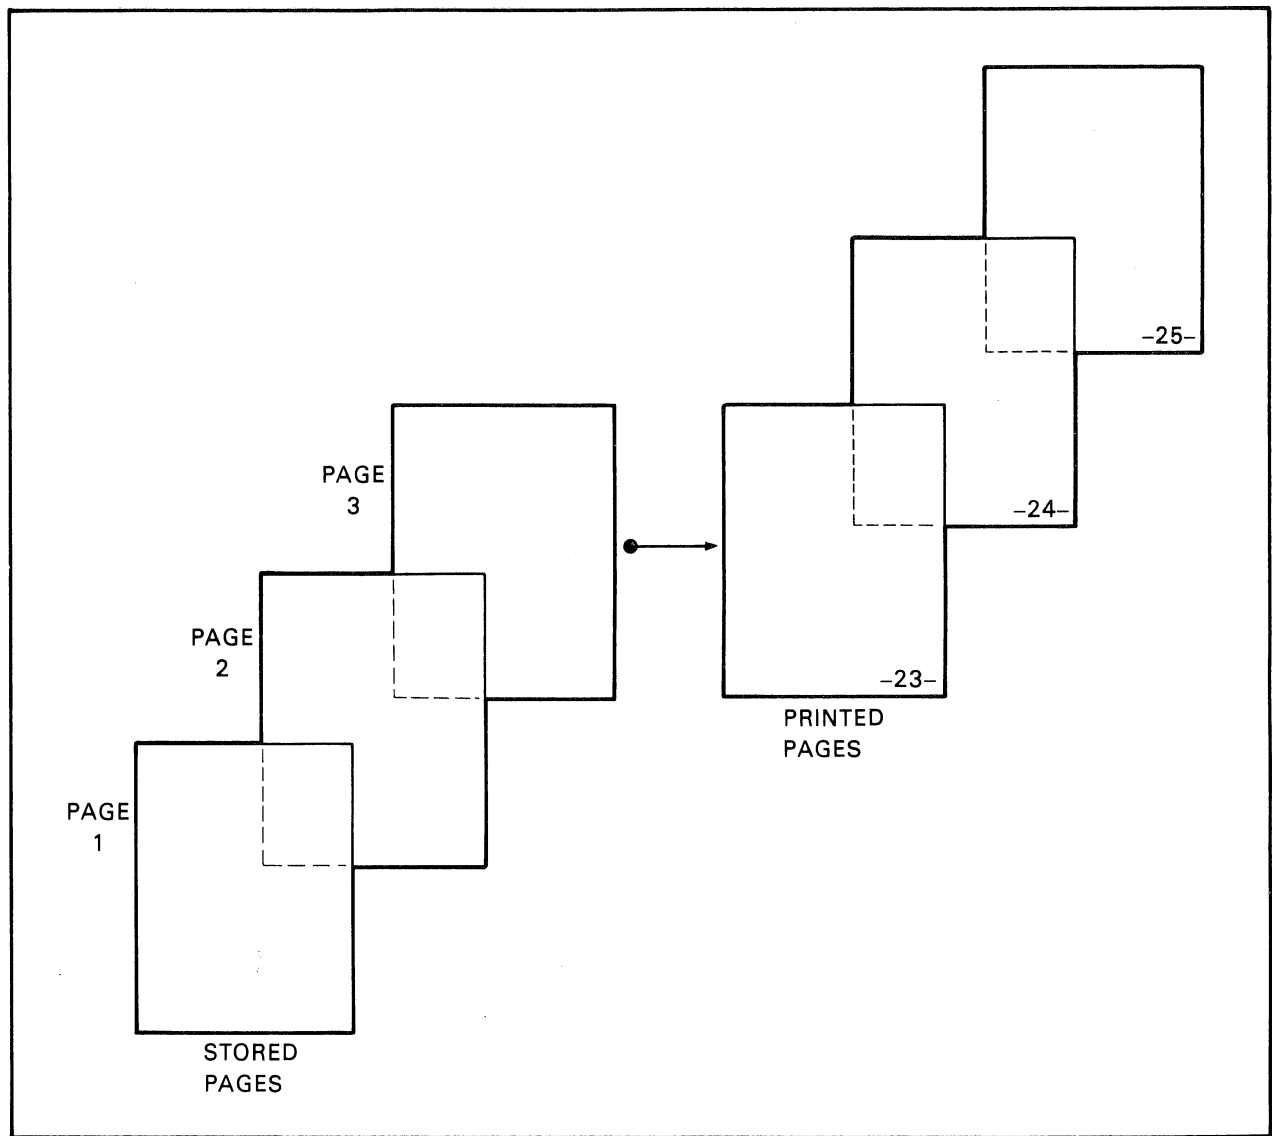 PAGE
3
PAGE
2
PAGE
1
STORED
PAGES
–25–
–24–
–23–
PRINTED
PAGES